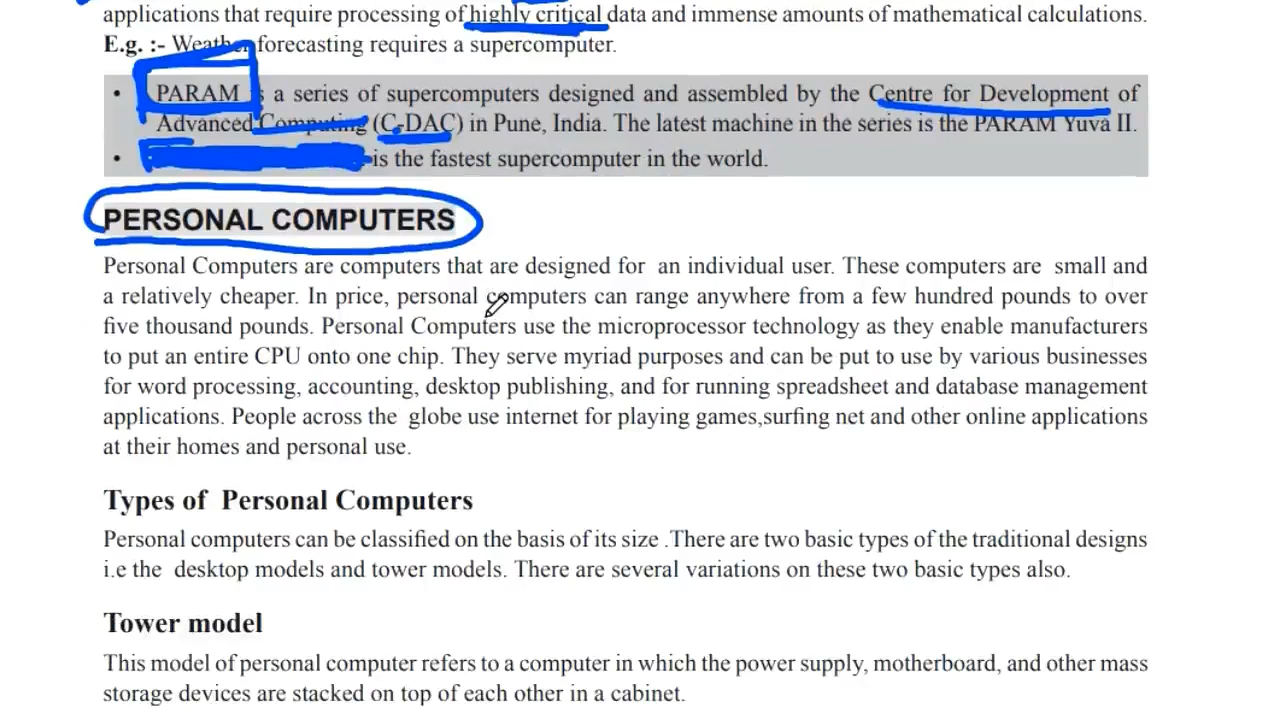 applications that require processing of highly critical data and immense amounts of mathematical calculations.
E.g. :- Weather forecasting requires a supercomputer.
• PARAM is a series of supercomputers designed and assembled by the Centre for Development of
Advanced Computing (C-DAC) in Pune, India. The latest machine in the series is the PARAM Yuva II.
• is the fastest supercomputer in the world.
PERSONAL COMPUTERS
Personal Computers are computers that are designed for an individual user. These computers are small and
a relatively cheaper. In price, personal computers can range anywhere from a few hundred pounds to over
five thousand pounds. Personal Computers use the microprocessor technology as they enable manufacturers
to put an entire CPU onto one chip. They serve myriad purposes and can be put to use by various businesses
for word processing, accounting, desktop publishing, and for running spreadsheet and database management
applications. People across the globe use internet for playing games,surfing net and other online applications
at their homes and personal use.
Types of Personal Computers
Personal computers can be classified on the basis of its size .There are two basic types of the traditional designs
i.e the desktop models and tower models. There are several variations on these two basic types also.
Tower model
This model of personal computer refers to a computer in which the power supply, motherboard, and other mass
storage devices are stacked on top of each other in a cabinet.